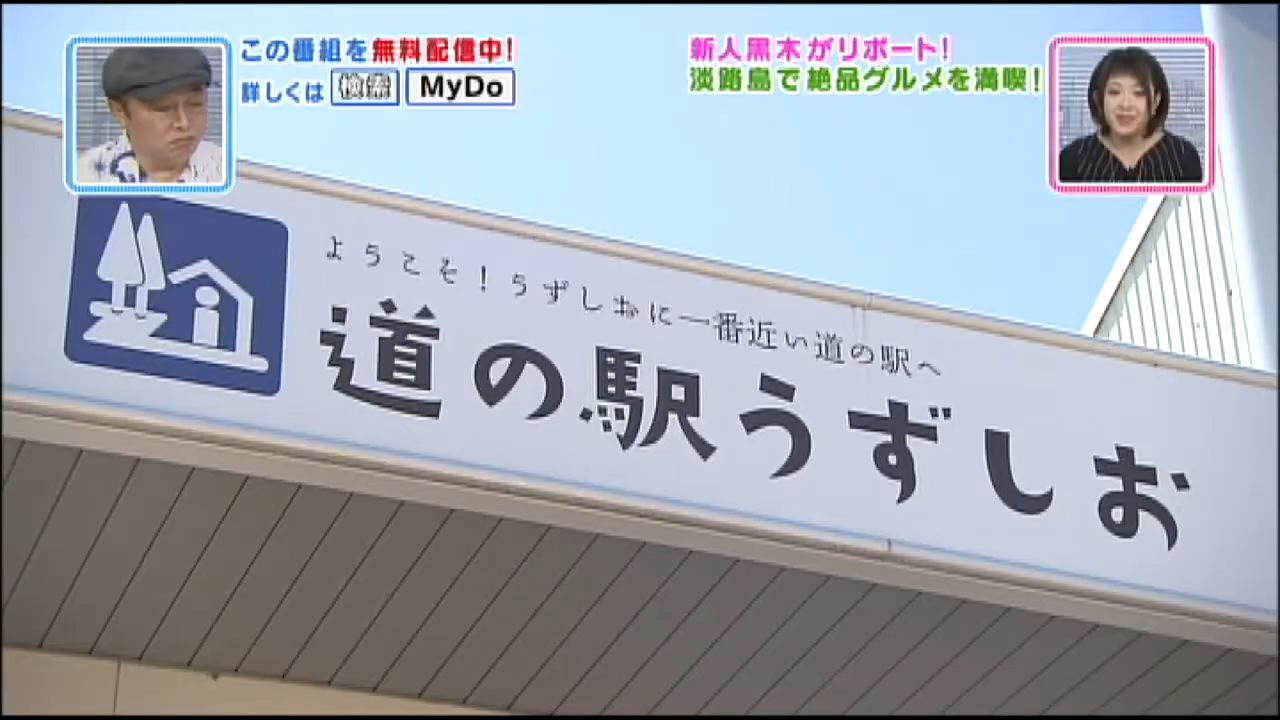 この番組を無料配信中!
詳しくは 検索 MyDo
新人黒木がリポート!
淡路島で絶品グルメを満喫!
ようこそ!うずしおに一番近い道の駅へ
道の駅うずしお